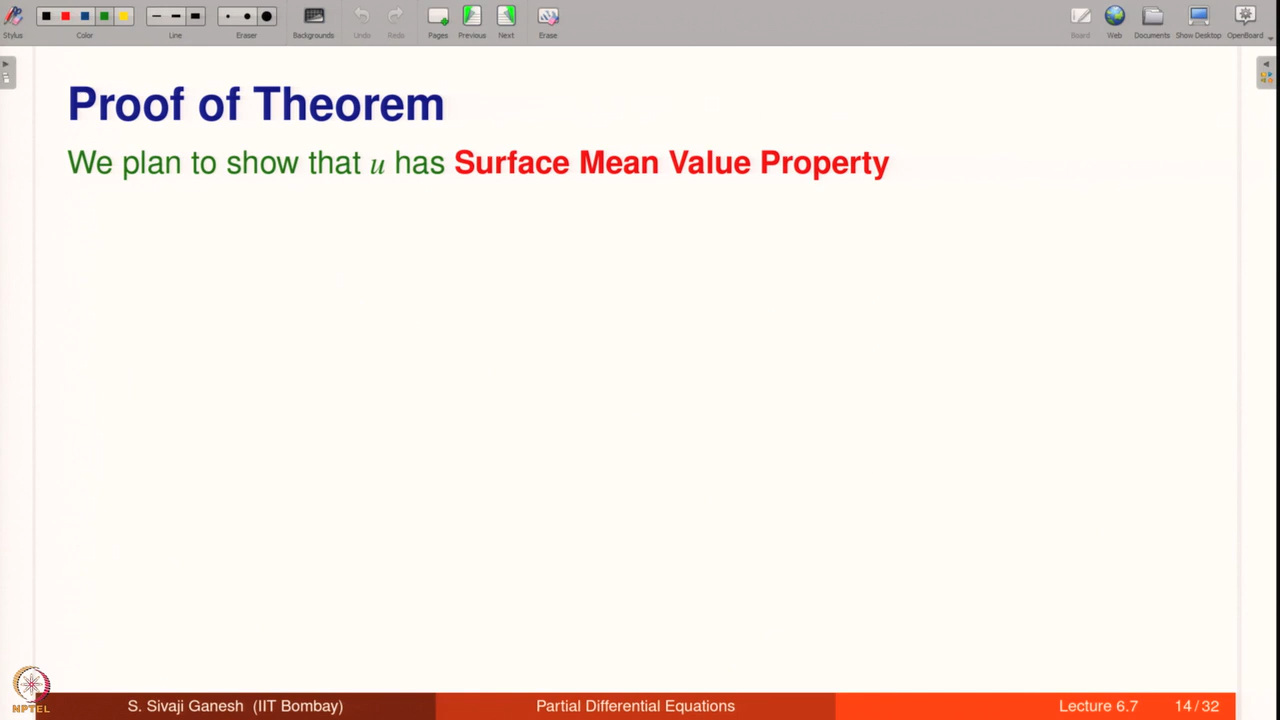 Stylus
Color
Line
Eraser
Backgrounds
Undo
Redo
Pages
Previous
Next
Erase
Board
Web
Documents
Show Desktop
OpenBoard
Proof of Theorem
We plan to show that u has Surface Mean Value Property
NPTEL
S. Sivaji Ganesh (IIT Bombay)
Partial Differential Equations
Lecture 6.7
14/32